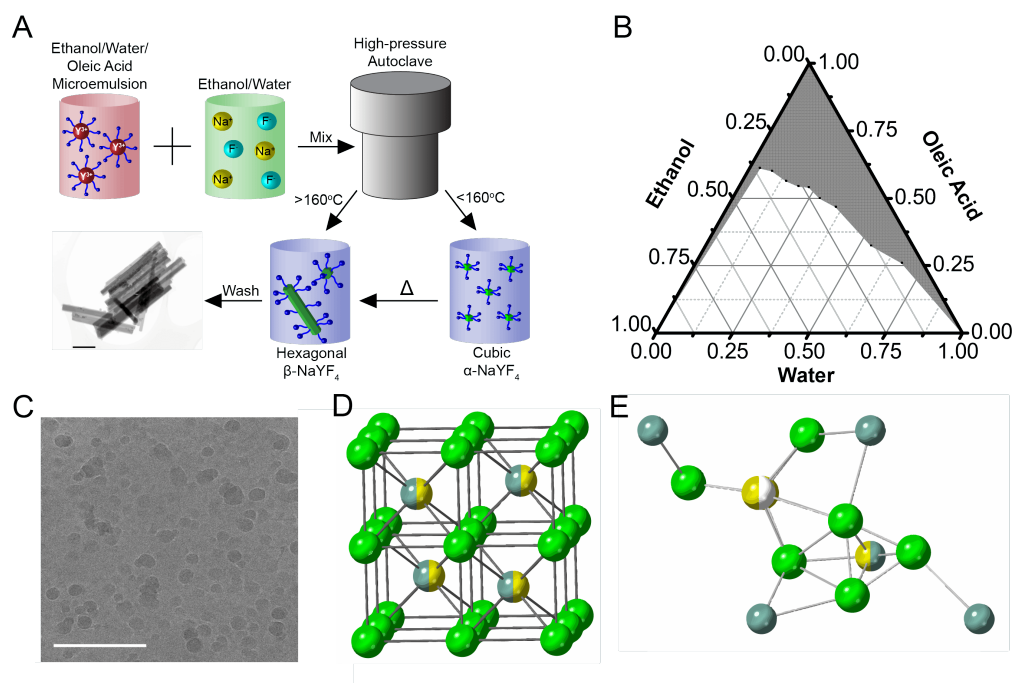 A
Ethanol/Water/
Oleic Acid
Microemulsion
Ethanol/Water
High-pressure
Autoclave
Y³⁺
Y³⁺
Y³⁺
Na⁺
F⁻
F⁻
Na⁺
Na⁺
F⁻
Mix
>160ºC
<160ºC
Wash
Δ
Hexagonal
β-NaYF₄
Cubic
α-NaYF₄
B
0.00
1.00
0.25
0.75
Ethanol
Oleic Acid
0.50
0.50
0.75
0.25
1.00
0.00
0.00
0.25
0.50
0.75
1.00
Water
C
D
E